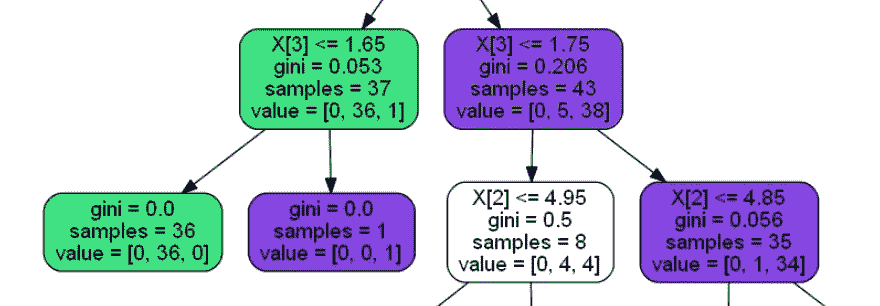 X[3] <= 1.65
gini = 0.053
samples = 37
value = [0, 36, 1]
X[3] <= 1.75
gini = 0.206
samples = 43
value = [0, 5, 38]
gini = 0.0
samples = 36
value = [0, 36, 0]
gini = 0.0
samples = 1
value = [0, 0, 1]
X[2] <= 4.95
gini = 0.5
samples = 8
value = [0, 4, 4]
X[2] <= 4.85
gini = 0.056
samples = 35
value = [0, 1, 34]